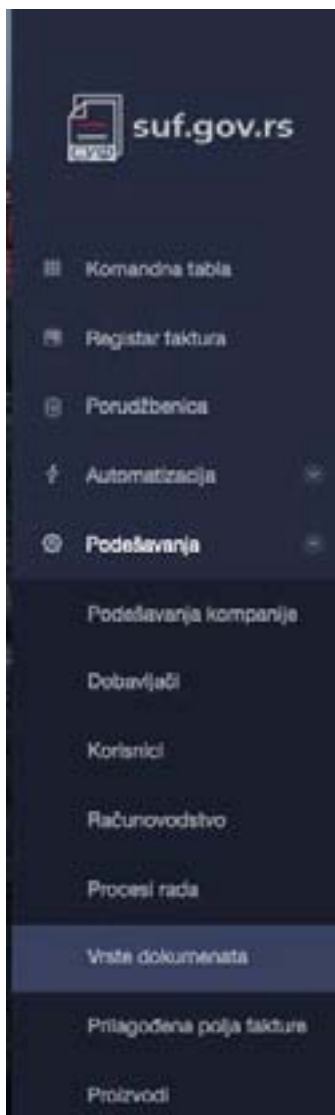 suf.gov.rs
Komandna tabla
Registar faktura
Porudžbenica
Automatizacija
Podešavanja
Podešavanja kompanije
Dobavljači
Korisnici
Računovodstvo
Procesi rada
Vrste dokumenata
Prilagođena polja fakture
Proizvodi